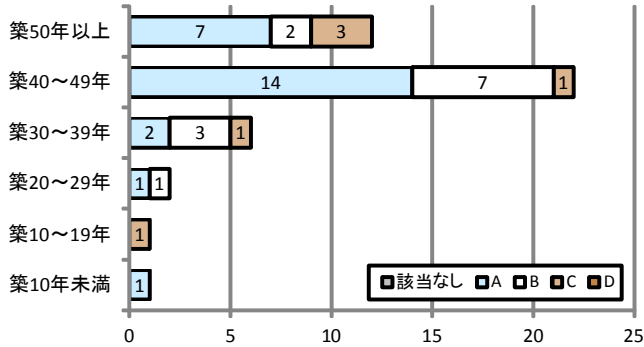 築50年以上 7 2 3
築40～49年 14 7 1
築30～39年 2 3 1
築20～29年 1 1
築10～19年 1
築10年未満 1
該当なし A B C D
0 5 10 15 20 25